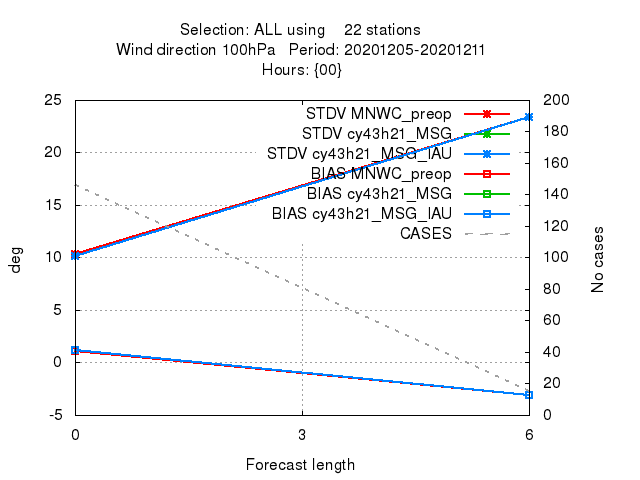 Selection: ALL using 22 stations
Wind direction 100hPa Period: 20201205-20201211
Hours: {00}
25 200
STDV MNWC_preop
180
STDV cy43h21_MSG
20 STDV cy43h21_MSG_IAU 160
BIAS MNWC_preop
BIAS cy43h21_MSG 140
15 BIAS cy43h21_MSG_IAU 120
CASES
10 100
80
5 60
40
0
20
-5 0
deg
No cases
0 3 6
Forecast length